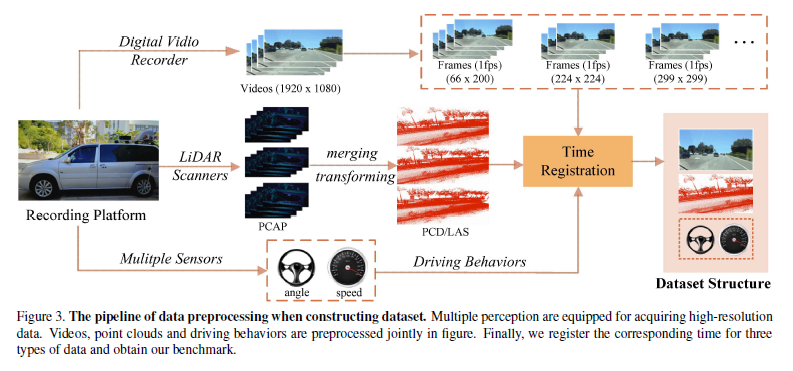 Digital Vidio
Recorder
Videos (1920 x 1080)
Frames (1fps)
(66 x 200)
Frames (1fps)
(224 x 224)
Frames (1fps)
(299 x 299)
...
Recording Platform
LiDAR
Scanners
PCAP
merging
transforming
PCD/LAS
Time
Registration
Mulitple Sensors
angle
speed
Driving Behaviors
Dataset Structure
Figure 3. The pipeline of data preprocessing when constructing dataset. Multiple perception are equipped for acquiring high-resolution
data. Videos, point clouds and driving behaviors are preprocessed jointly in figure. Finally, we register the corresponding time for three
types of data and obtain our benchmark.